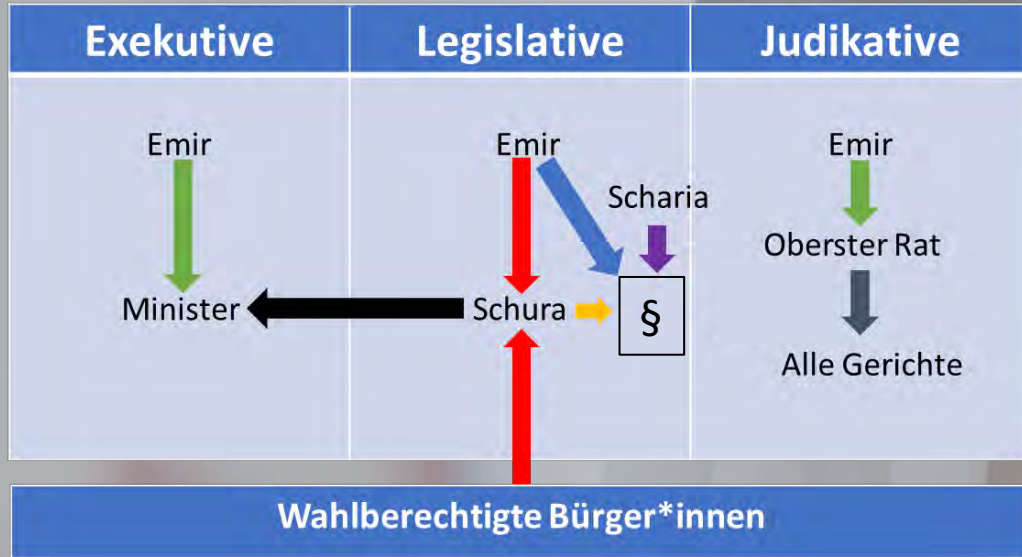 Exekutive
Legislative
Judikative
Emir
Emir
Emir
Scharia
Oberster Rat
Minister
Schura
§
Alle Gerichte
Wahlberechtigte Bürger*innen